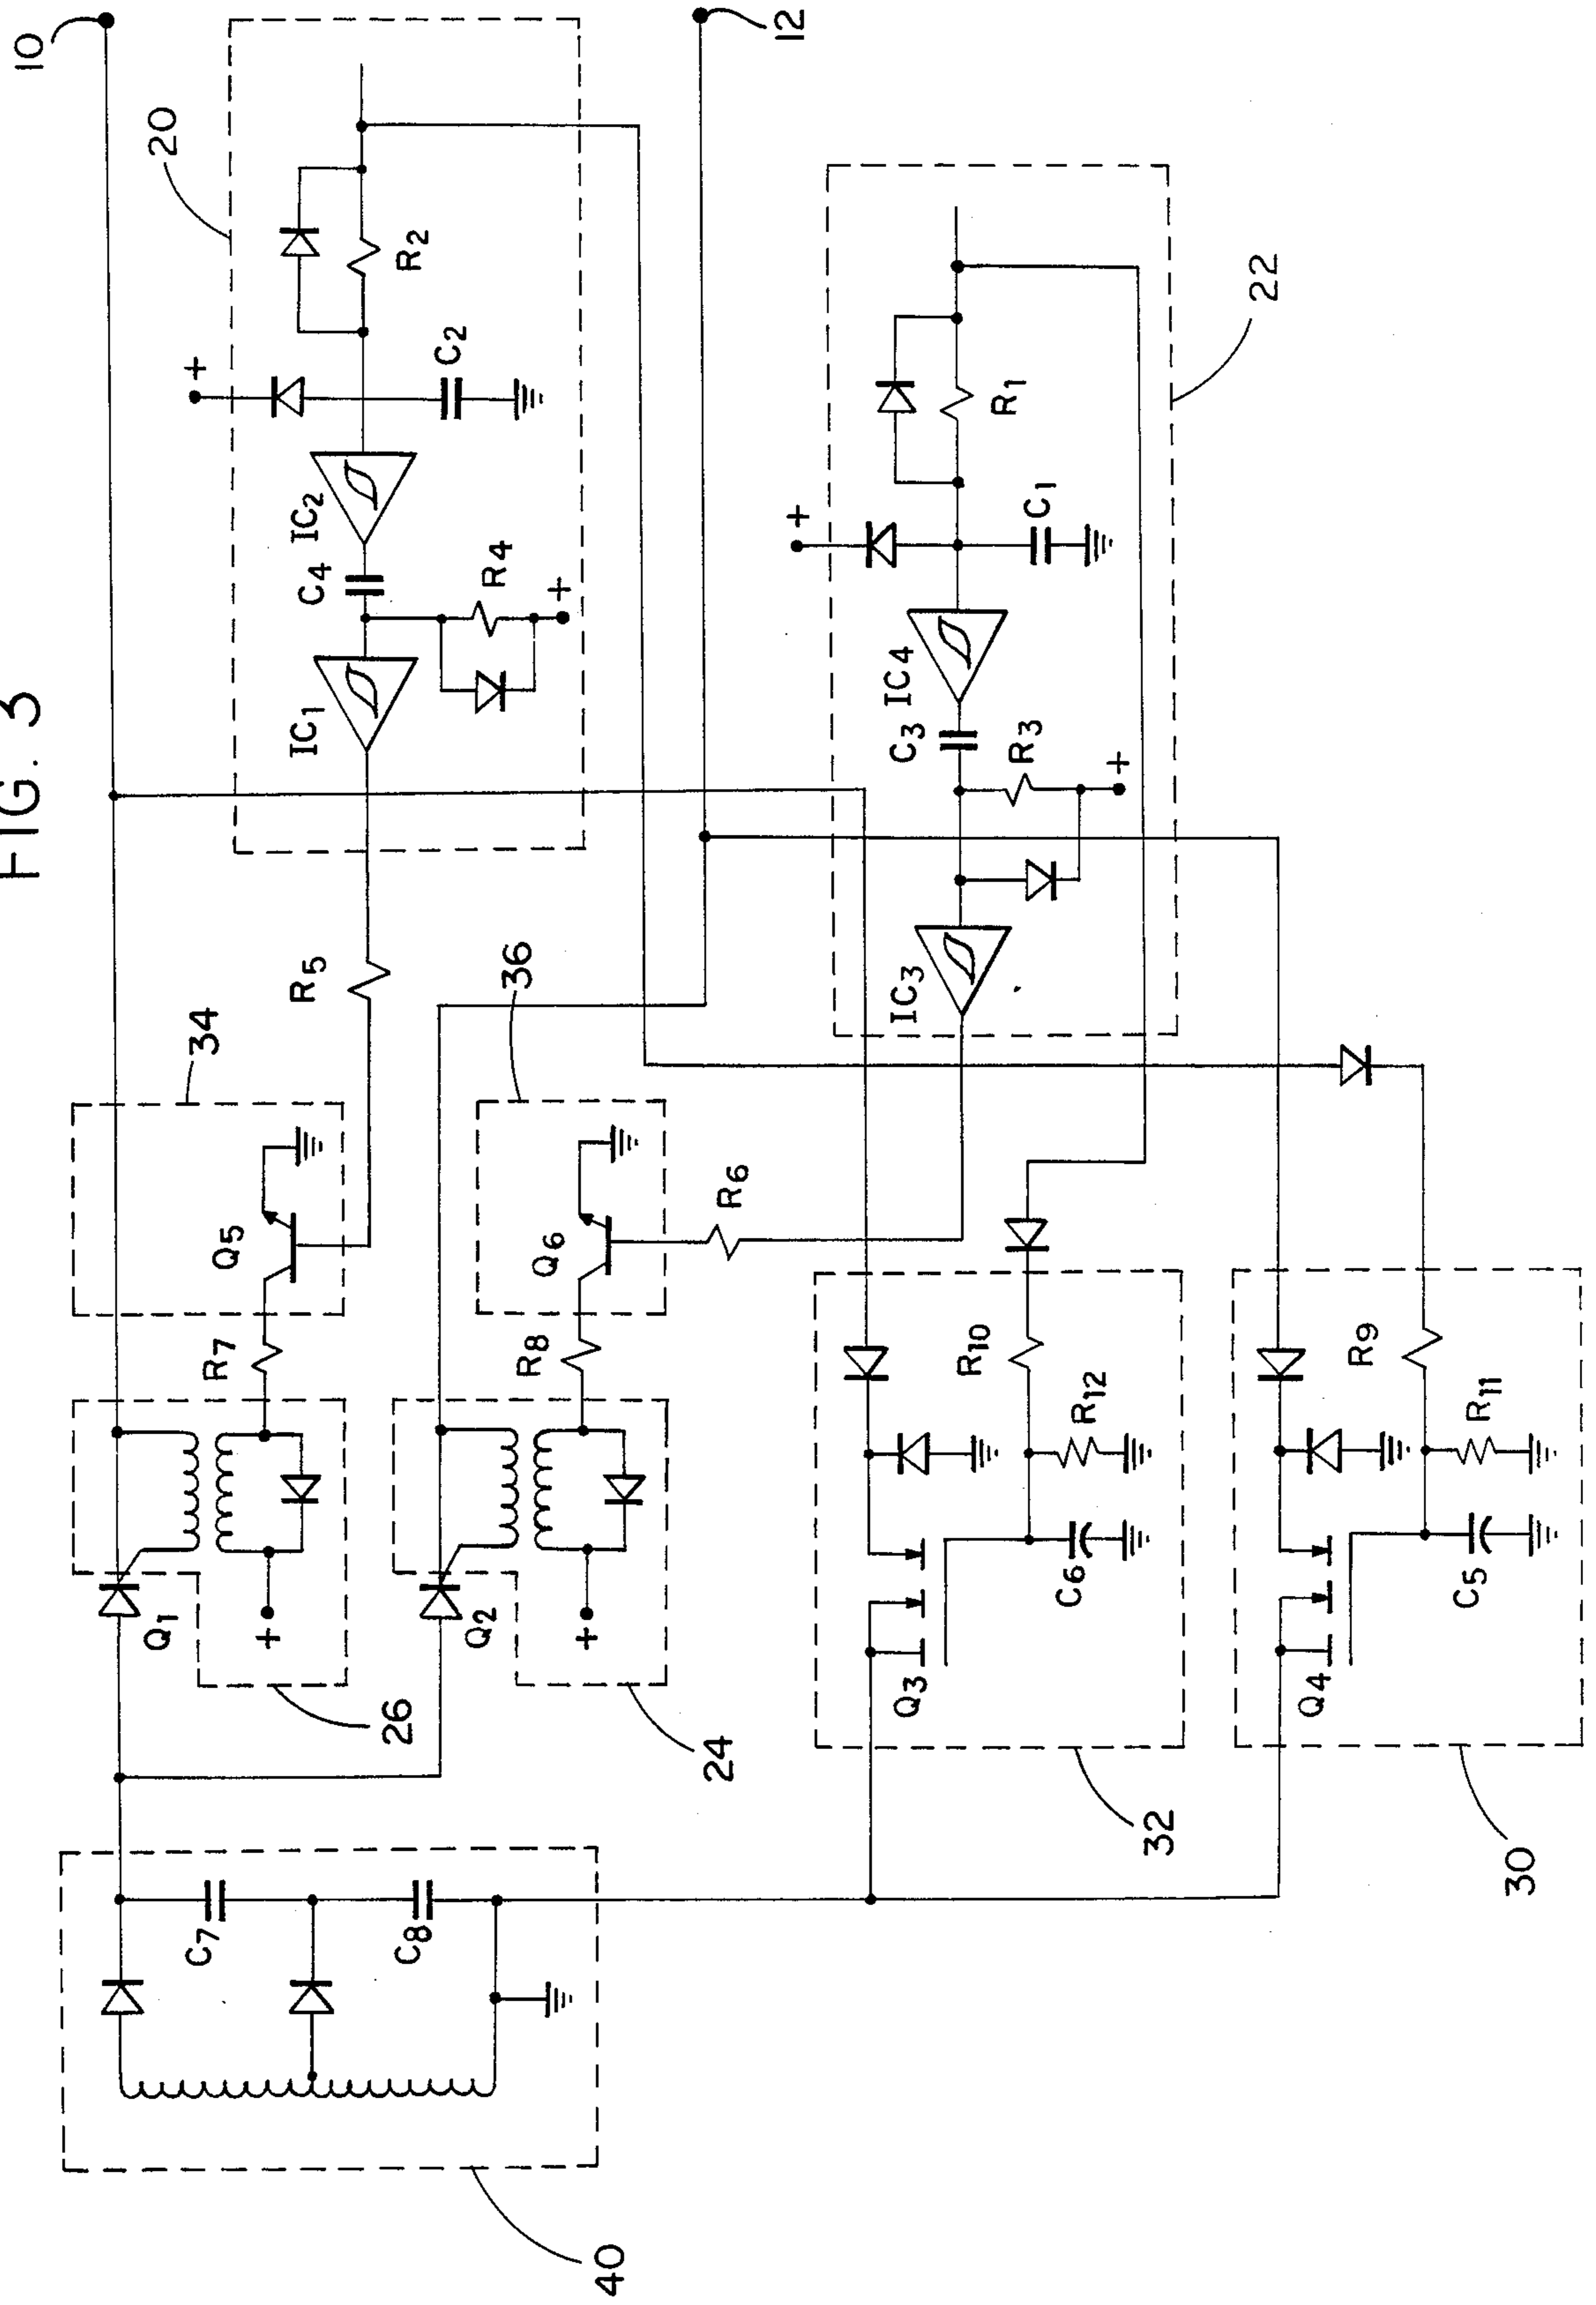 FIG. 3
10
12
20
R2
+
C2
IC2
C4
R4
+
IC1
R5
34
Q5
R7
Q1
+
26
36
Q6
R6
R8
Q2
+
24
22
R1
+
C1
IC4
C3
R3
+
IC3
R10
R12
C6
Q3
32
R9
R11
C5
Q4
30
C7
C8
40